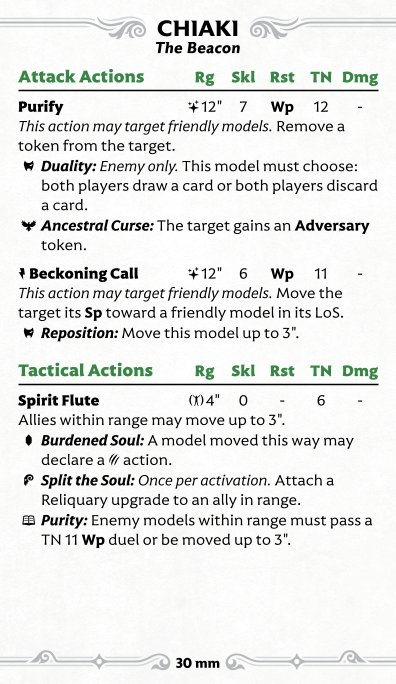 CHIAKI
The Beacon
Attack Actions Rg Skl Rst TN Dmg
Purify 12" 7 Wp 12 -
This action may target friendly models. Remove a
token from the target.
Duality: Enemy only. This model must choose:
both players draw a card or both players discard
a card.
Ancestral Curse: The target gains an Adversary
token.
Beckoning Call 12" 6 Wp 11 -
This action may target friendly models. Move the
target its Sp toward a friendly model in its LoS.
Reposition: Move this model up to 3".
Tactical Actions Rg Skl Rst TN Dmg
Spirit Flute 4" 0 - 6 -
Allies within range may move up to 3".
Burdened Soul: A model moved this way may
declare a action.
Split the Soul: Once per activation. Attach a
Reliquary upgrade to an ally in range.
Purity: Enemy models within range must pass a
TN 11 Wp duel or be moved up to 3".
30 mm